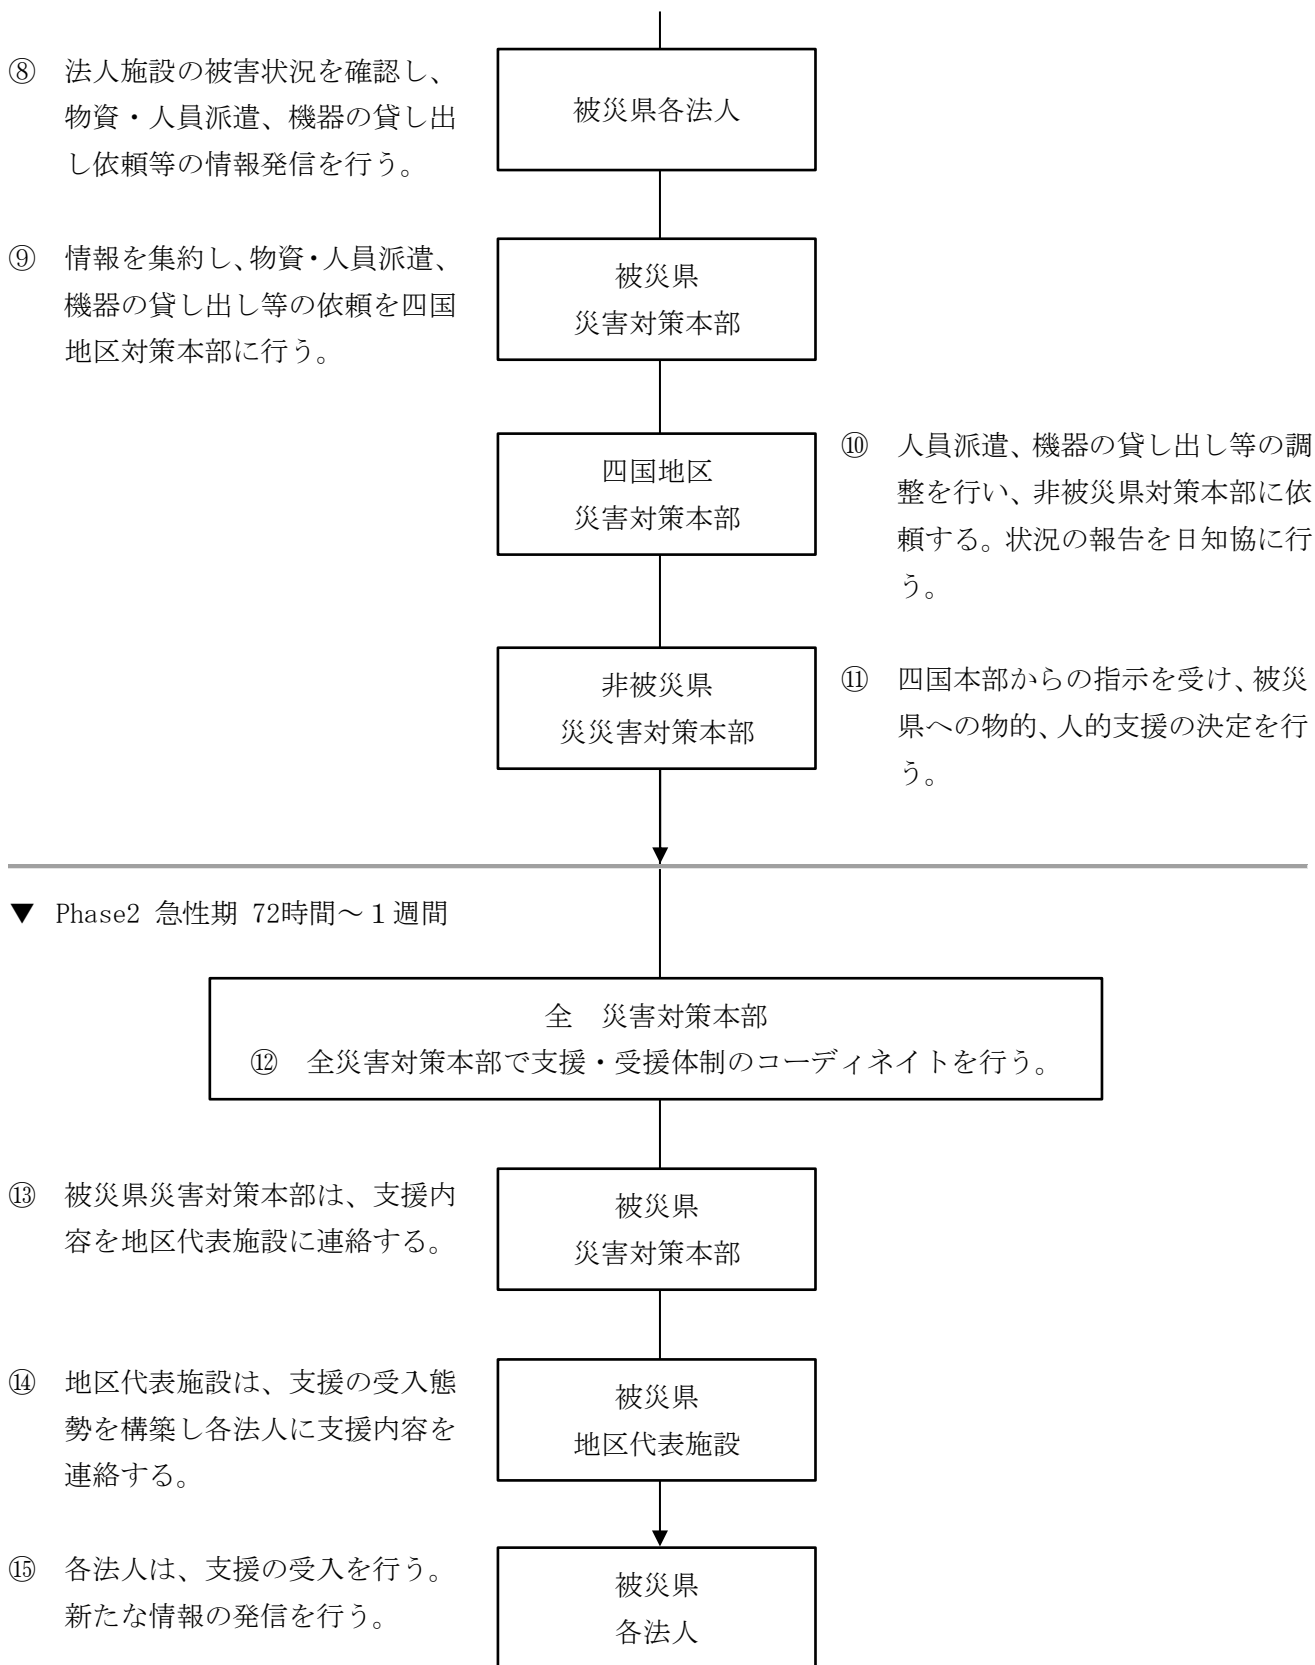 ⑧ 法人施設の被害状況を確認し、
物資・人員派遣、機器の貸し出
し依頼等の情報発信を行う。
被災県各法人
⑨ 情報を集約し、物資・人員派遣、
機器の貸し出し等の依頼を四国
地区対策本部に行う。
被災県
災害対策本部
四国地区
災害対策本部
⑩ 人員派遣、機器の貸し出し等の調
整を行い、非被災県対策本部に依
頼する。状況の報告を日知協に行
う。
非被災県
災災害対策本部
⑪ 四国本部からの指示を受け、被災
県への物的、人的支援の決定を行
う。
▼ Phase2 急性期 72時間～１週間
全　災害対策本部
⑫ 全災害対策本部で支援・受援体制のコーディネイトを行う。
⑬ 被災県災害対策本部は、支援内
容を地区代表施設に連絡する。
被災県
災害対策本部
⑭ 地区代表施設は、支援の受入態
勢を構築し各法人に支援内容を
連絡する。
被災県
地区代表施設
⑮ 各法人は、支援の受入を行う。
新たな情報の発信を行う。
被災県
各法人